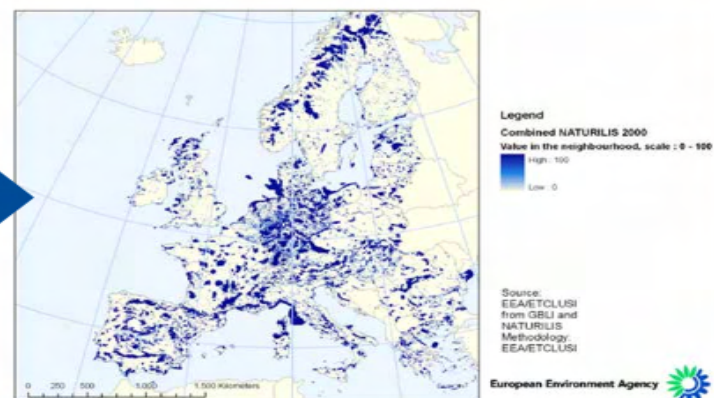 Legend
Combined NATURILIS 2000
Value in the neighbourhood, scale : 0 - 100
High : 100
Low : 0
Source:
EEA/ETCLUSI
from GBLI and
NATURILIS
Methodology:
EEA/ETCLUSI
0 250 500 1.000 1.500 Kilometers
European Environment Agency